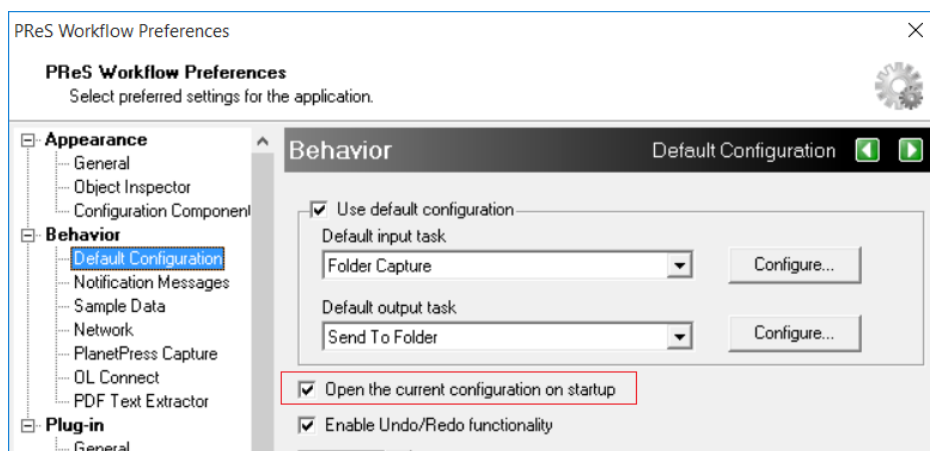 PReS Workflow Preferences
PReS Workflow Preferences
Select preferred settings for the application.
Appearance
General
Object Inspector
Configuration Component
Behavior
Default Configuration
Notification Messages
Sample Data
Network
PlanetPress Capture
OL Connect
PDF Text Extractor
Plug-in
General
Behavior Default Configuration
Use default configuration
Default input task
Folder Capture Configure...
Default output task
Send To Folder Configure...
Open the current configuration on startup
Enable Undo/Redo functionality